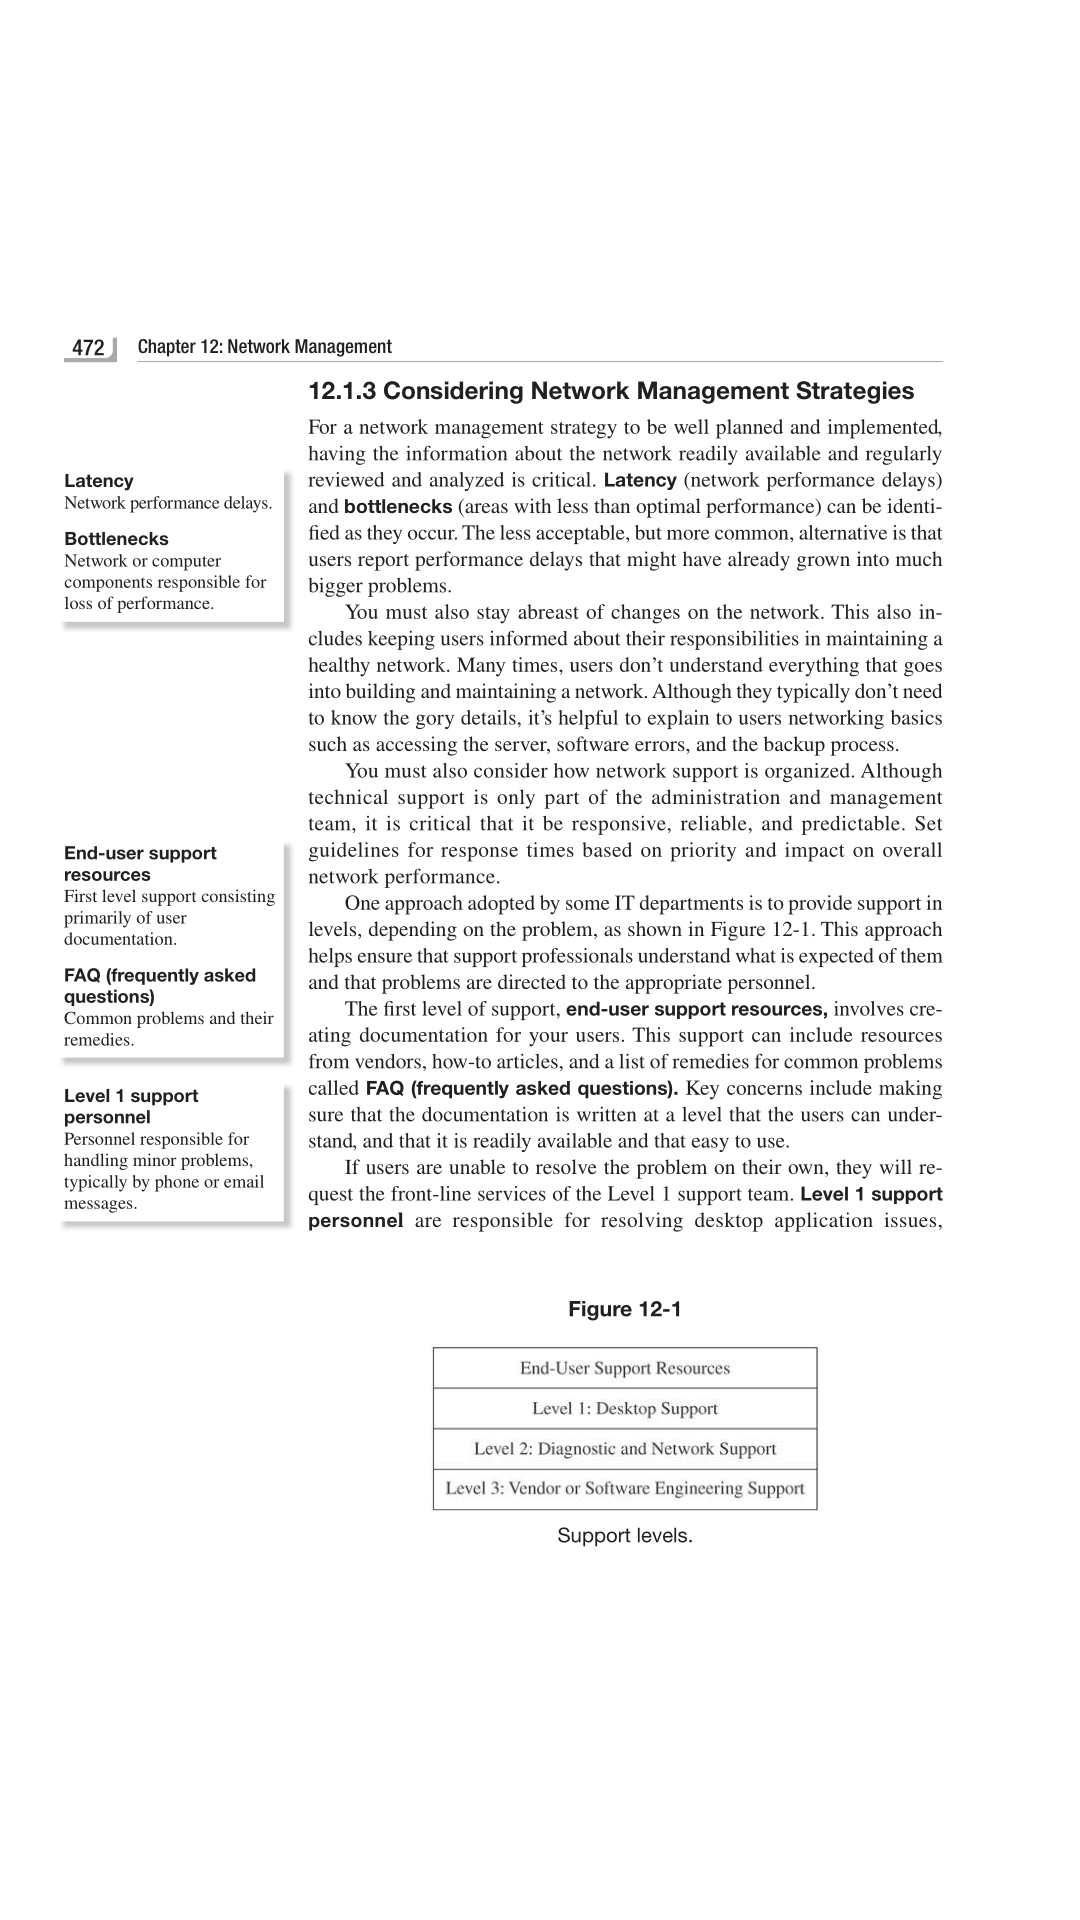 472
Chapter 12: Network Management
12.1.3 Considering Network Management Strategies
For a network management strategy to be well planned and implemented,
having the information about the network readily available and regularly
reviewed and analyzed is critical. Latency (network performance delays)
and bottlenecks (areas with less than optimal performance) can be identi-
fied as they occur. The less acceptable, but more common, alternative is that
users report performance delays that might have already grown into much
bigger problems.
Latency
Network performance delays.
Bottlenecks
Network or computer
components responsible for
loss of performance.
You must also stay abreast of changes on the network. This also in-
cludes keeping users informed about their responsibilities in maintaining a
healthy network. Many times, users don't understand everything that goes
into building and maintaining a network. Although they typically don't need
to know the gory details, it's helpful to explain to users networking basics
such as accessing the server, software errors, and the backup process.
You must also consider how network support is organized. Although
technical support is only part of the administration and management
team, it is critical that it be responsive, reliable, and predictable. Set
guidelines for response times based on priority and impact on overall
network performance.
One approach adopted by some IT departments is to provide support in
levels, depending on the problem, as shown in Figure 12-1. This approach
helps ensure that support professionals understand what is expected of them
and that problems are directed to the appropriate personnel.
End-user support
resources
First level support consisting
primarily of user
documentation.
FAQ (frequently asked
questions)
Common problems and their
remedies.
The first level of support, end-user support resources, involves cre-
ating documentation for your users. This support can include resources
from vendors, how-to articles, and a list of remedies for common problems
called FAQ (frequently asked questions). Key concerns include making
sure that the documentation is written at a level that the users can under-
stand, and that it is readily available and that easy to use.
Level 1 support
personnel
Personnel responsible for
handling minor problems,
typically by phone or email
messages.
If users are unable to resolve the problem on their own, they will re-
quest the front-line services of the Level 1 support team. Level 1 support
personnel are responsible for resolving desktop application issues,
Figure 12-1
End-User Support Resources
Level 1: Desktop Support
Level 2: Diagnostic and Network Support
Level 3: Vendor or Software Engineering Support
Support levels.